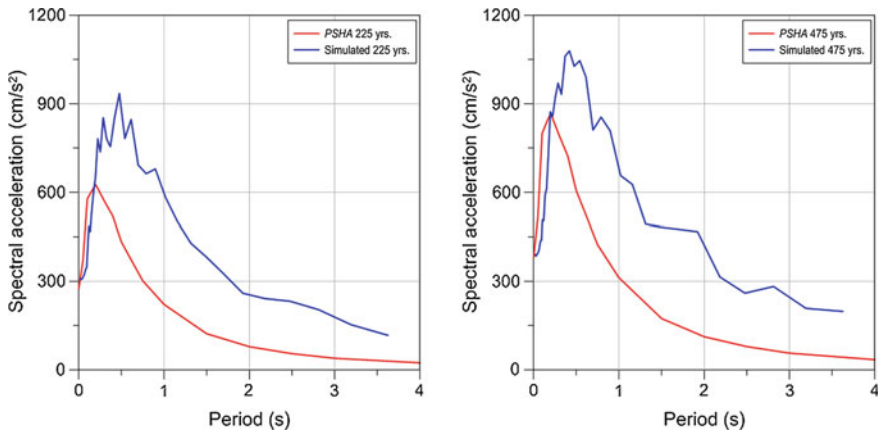 1200
900
600
300
0
Spectral acceleration (cm/s²)
PSHA 225 yrs.
Simulated 225 yrs.
0 1 2 3 4
Period (s)
1200
900
600
300
0
Spectral acceleration (cm/s²)
PSHA 475 yrs.
Simulated 475 yrs.
0 1 2 3 4
Period (s)